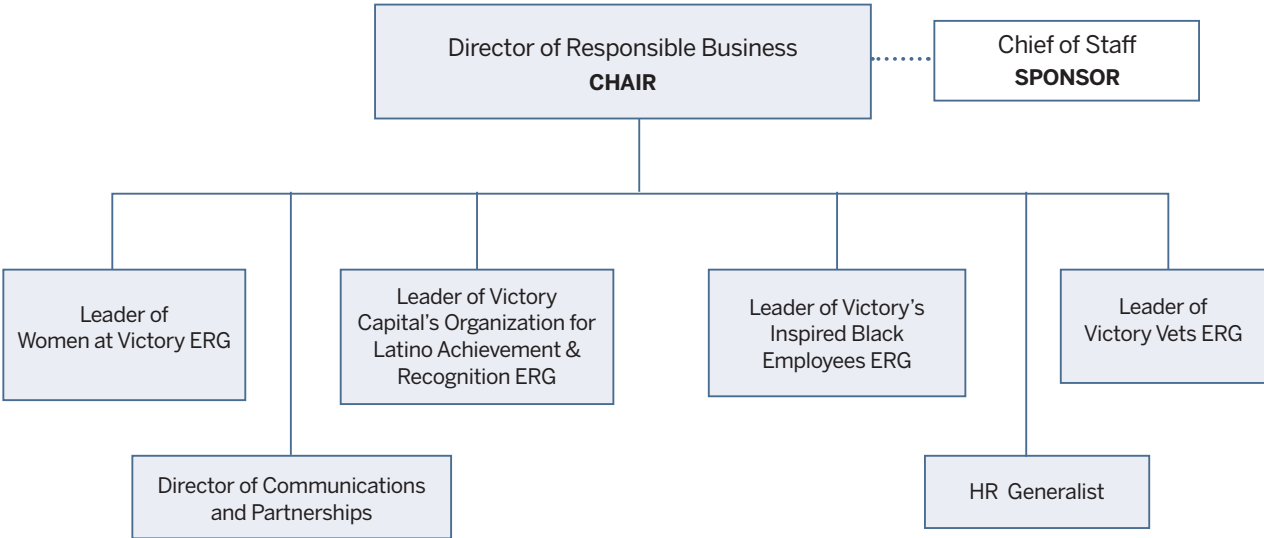 Director of Responsible Business
CHAIR
Chief of Staff
SPONSOR
Leader of
Women at Victory ERG
Leader of Victory
Capital’s Organization for
Latino Achievement &
Recognition ERG
Leader of Victory’s
Inspired Black
Employees ERG
Leader of
Victory Vets ERG
Director of Communications
and Partnerships
HR Generalist